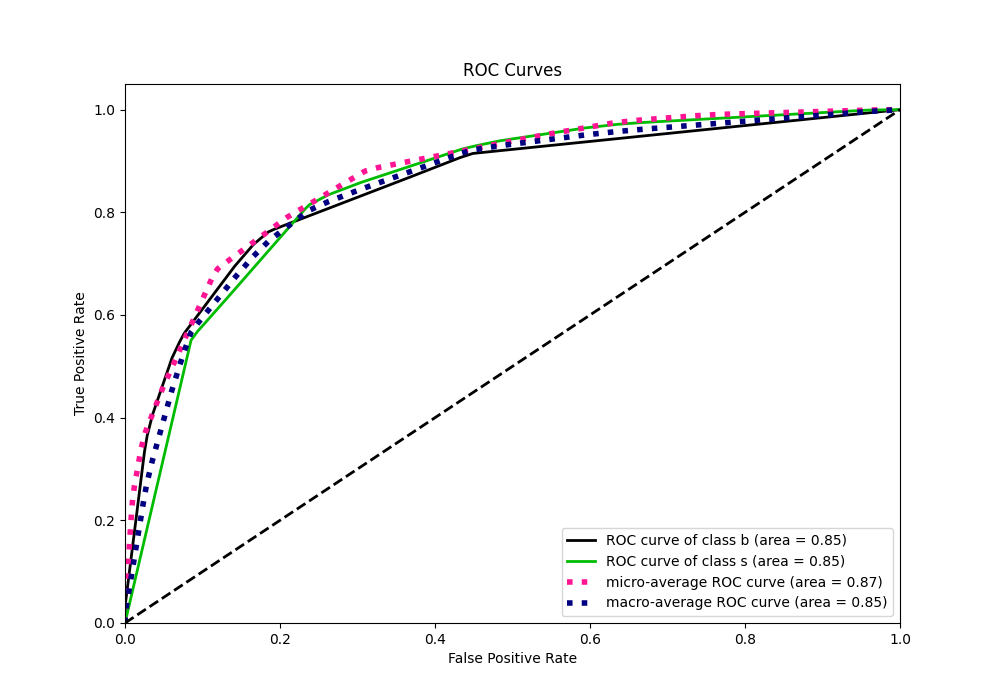 ROC Curves
1.0
0.8
0.6
0.4
0.2
0.0
True Positive Rate
0.0 0.2 0.4 0.6 0.8 1.0
False Positive Rate
ROC curve of class b (area = 0.85)
ROC curve of class s (area = 0.85)
micro-average ROC curve (area = 0.87)
macro-average ROC curve (area = 0.85)